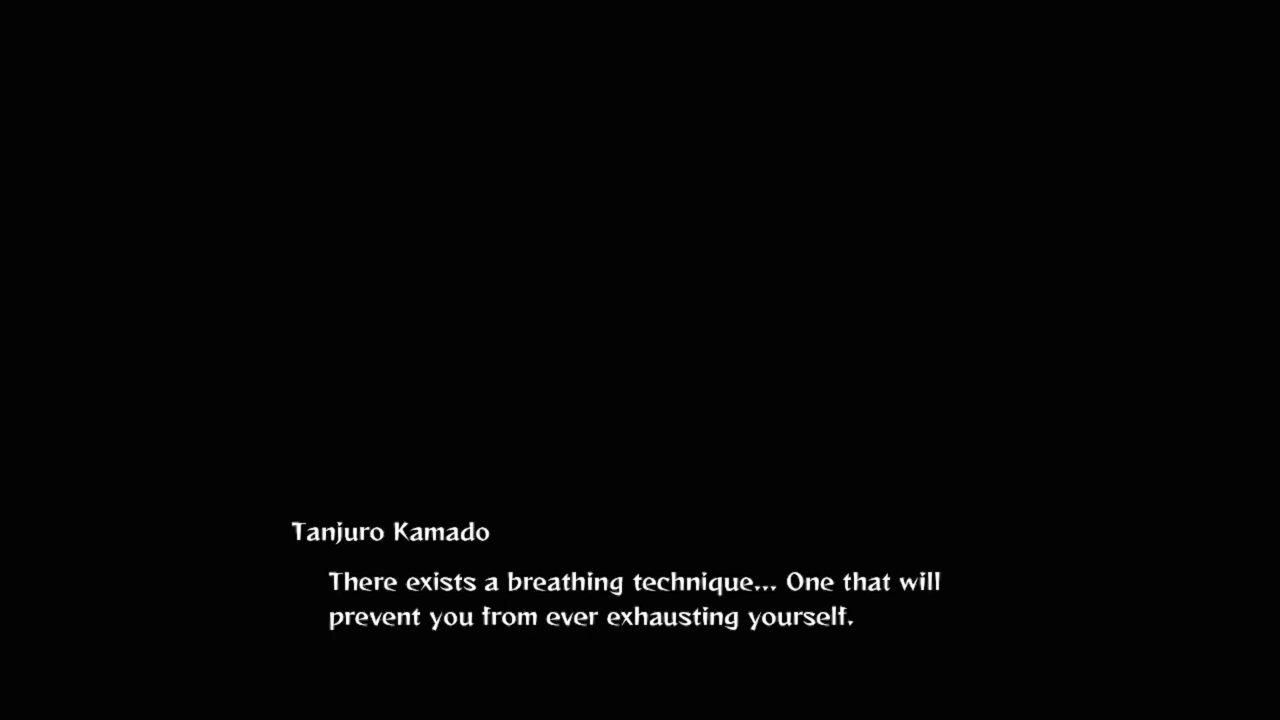 Tanjuro Kamado
There exists a breathing technique... One that will
prevent you from ever exhausting yourself.